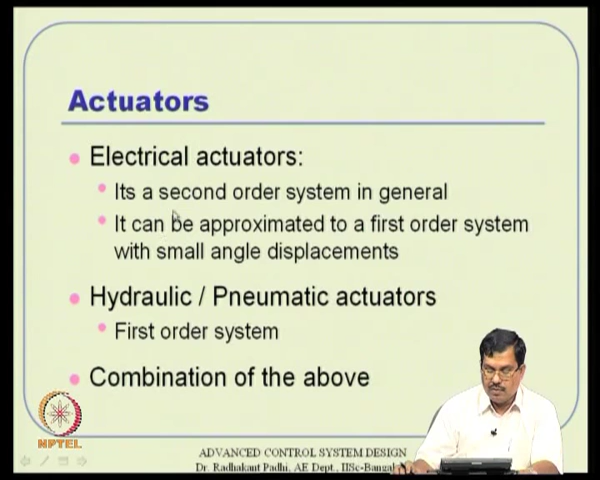 Actuators
Electrical actuators:
Its a second order system in general
It can be approximated to a first order system
with small angle displacements
Hydraulic / Pneumatic actuators
First order system
Combination of the above
NPTEL
ADVANCED CONTROL SYSTEM DESIGN
Dr. Radhakant Padhi, AE Dept., IISc-Bangal